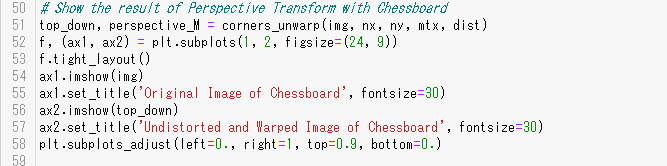 50 # Show the result of Perspective Transform with Chessboard
51 top_down, perspective_M = corners_unwarp(img, nx, ny, mtx, dist)
52 f, (ax1, ax2) = plt.subplots(1, 2, figsize=(24, 9))
53 f.tight_layout()
54 ax1.imshow(img)
55 ax1.set_title('Original Image of Chessboard', fontsize=30)
56 ax2.imshow(top_down)
57 ax2.set_title('Undistorted and Warped Image of Chessboard', fontsize=30)
58 plt.subplots_adjust(left=0., right=1, top=0.9, bottom=0.)
59